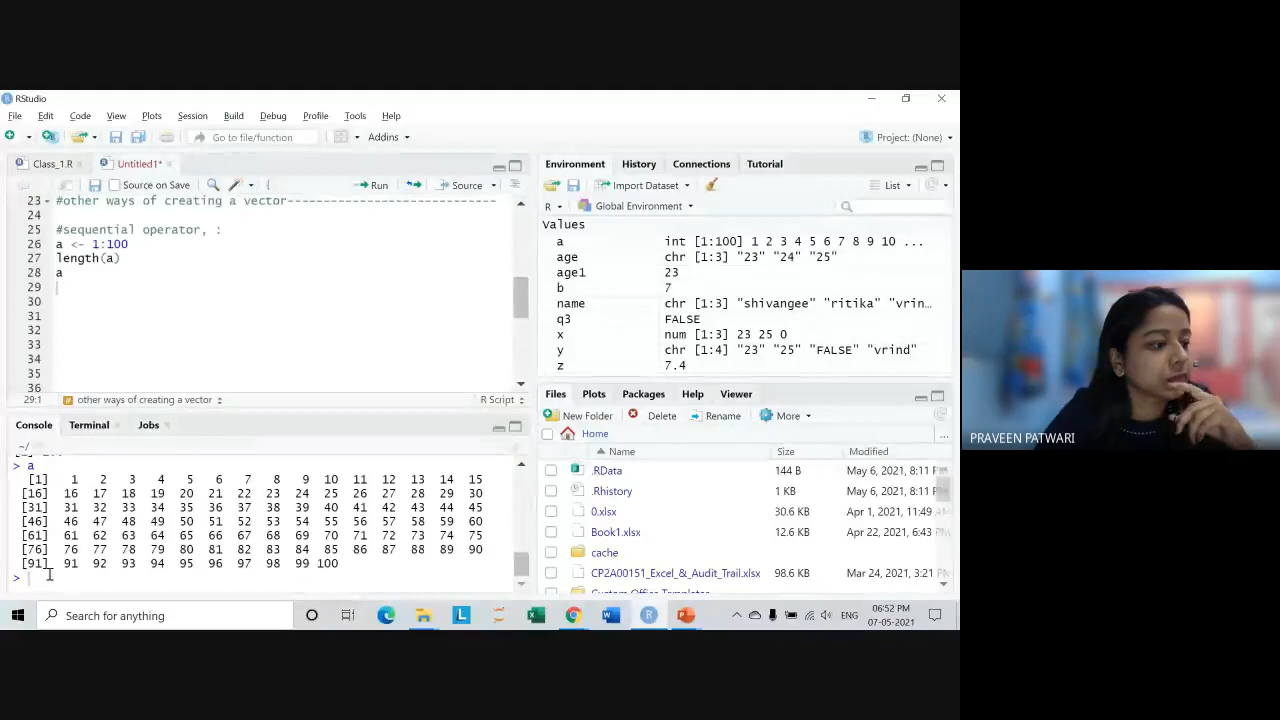 RStudio
File Edit Code View Plots Session Build Debug Profile Tools Help
Go to file/function Addins Project: (None)
Class_1.R Untitled1*
Source on Save Run Source
23 #other ways of creating a vector-----------------------------
24
25 #sequential operator, :
26 a <- 1:100
27 length(a)
28 a
29
30
31
32
33
34
35
36
29:1 other ways of creating a vector R Script
Console Terminal Jobs
~/
> a
[1] 1 2 3 4 5 6 7 8 9 10 11 12 13 14 15
[16] 16 17 18 19 20 21 22 23 24 25 26 27 28 29 30
[31] 31 32 33 34 35 36 37 38 39 40 41 42 43 44 45
[46] 46 47 48 49 50 51 52 53 54 55 56 57 58 59 60
[61] 61 62 63 64 65 66 67 68 69 70 71 72 73 74 75
[76] 76 77 78 79 80 81 82 83 84 85 86 87 88 89 90
[91] 91 92 93 94 95 96 97 98 99 100
>
Environment History Connections Tutorial
Import Dataset List
R Global Environment
Values
a int [1:100] 1 2 3 4 5 6 7 8 9 10 ...
age chr [1:3] "23" "24" "25"
age1 23
b 7
name chr [1:3] "shivangee" "ritika" "vrin…
q3 FALSE
x num [1:3] 23 25 0
y chr [1:4] "23" "25" "FALSE" "vrind"
z 7.4
Files Plots Packages Help Viewer
New Folder Delete Rename More
Home ...
Name Size Modified
.RData 144 B May 6, 2021, 8:11 P
.Rhistory 1 KB May 6, 2021, 8:11 P
0.xlsx 30.6 KB Apr 1, 2021, 11:49
Book1.xlsx 12.6 KB Apr 22, 2021, 6:43
cache
CP2A00151_Excel_&_Audit_Trail.xlsx 98.6 KB Mar 24, 2021, 3:21
PRAVEEN PATWARI
Search for anything ENG 06:52 PM
07-05-2021